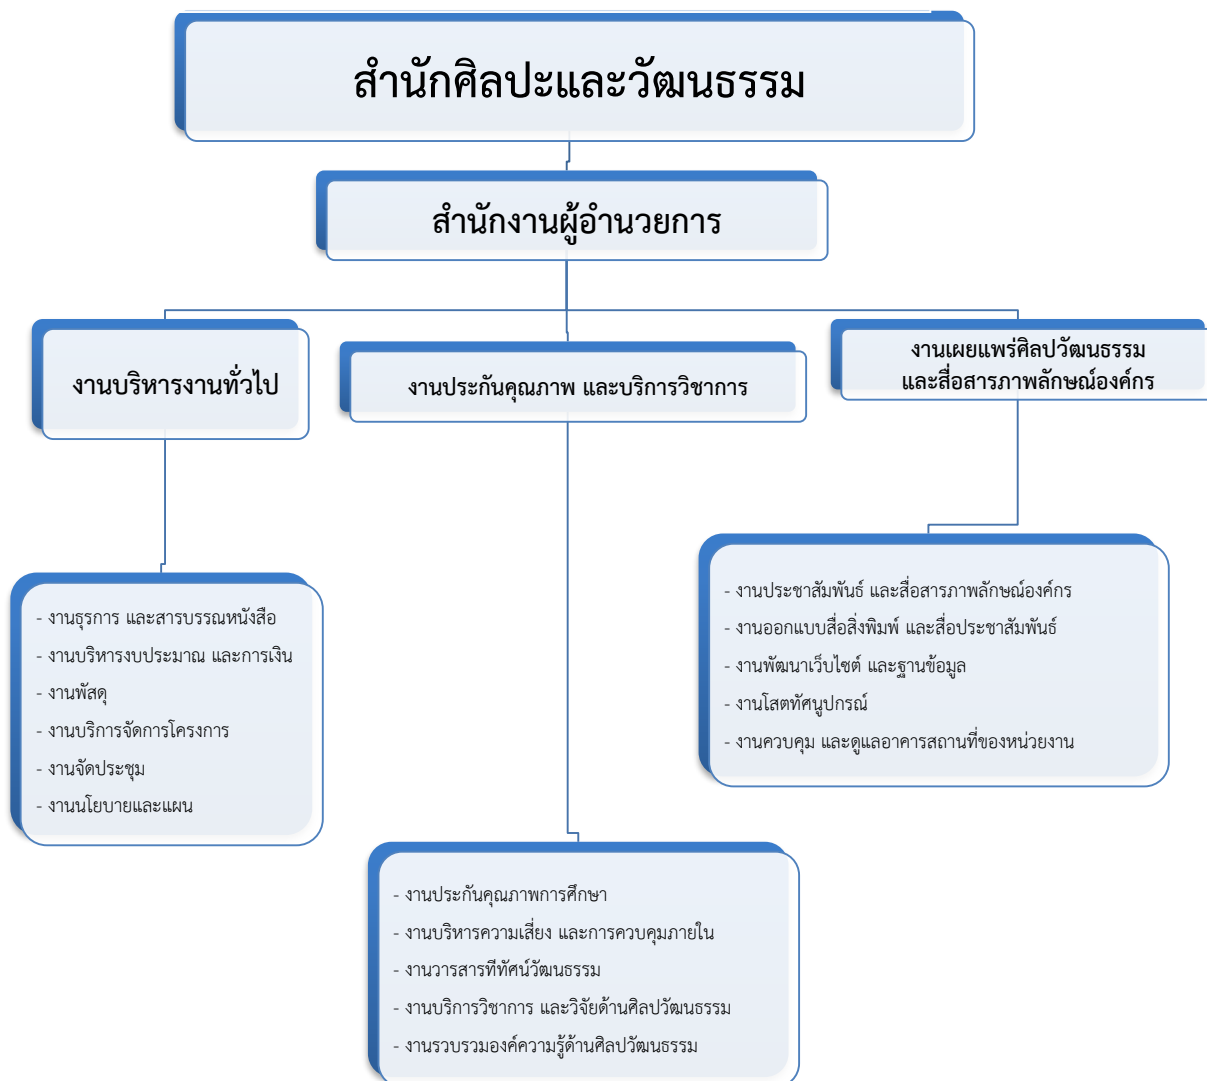 สำนักศิลปะและวัฒนธรรม
สำนักงานผู้อำนวยการ
งานบริหารงานทั่วไป
งานประกันคุณภาพ และบริการวิชาการ
งานเผยแพร่ศิลปวัฒนธรรม
และสื่อสารภาพลักษณ์องค์กร
- งานธุรการ และสารบรรณหนังสือ
- งานบริหารงบประมาณ และการเงิน
- งานพัสดุ
- งานบริการจัดการโครงการ
- งานจัดประชุม
- งานนโยบายและแผน
- งานประชาสัมพันธ์ และสื่อสารภาพลักษณ์องค์กร
- งานออกแบบสื่อสิ่งพิมพ์ และสื่อประชาสัมพันธ์
- งานพัฒนาเว็บไซต์ และฐานข้อมูล
- งานโสตทัศนูปกรณ์
- งานควบคุม และดูแลอาคารสถานที่ของหน่วยงาน
- งานประกันคุณภาพการศึกษา
- งานบริหารความเสี่ยง และการควบคุมภายใน
- งานวารสารทีทัศน์วัฒนธรรม
- งานบริการวิชาการ และวิจัยด้านศิลปวัฒนธรรม
- งานรวบรวมองค์ความรู้ด้านศิลปวัฒนธรรม